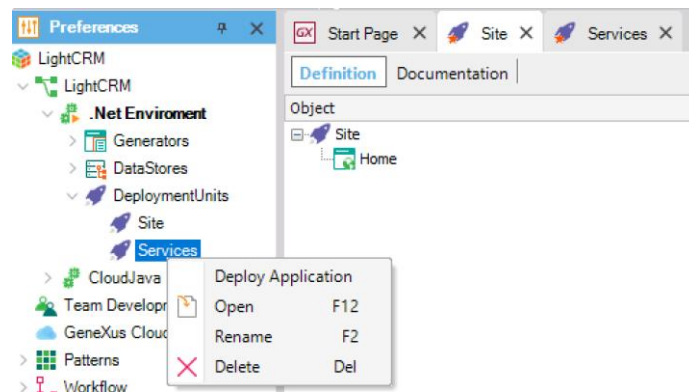 Preferences
GX Start Page Site Services
LightCRM
LightCRM
.Net Enviroment
Generators
DataStores
DeploymentUnits
Site
Services
CloudJava
Team Developr
GeneXus Cloud
Patterns
Workflow
Definition Documentation
Object
Site
Home
Deploy Application
Open F12
Rename F2
Delete Del